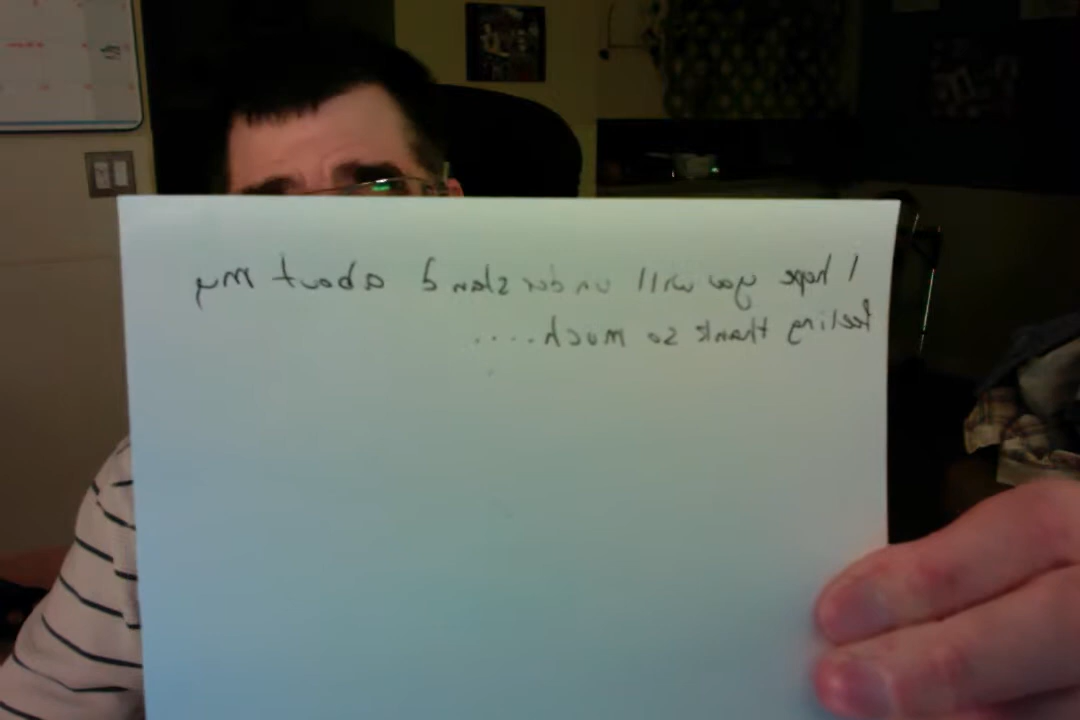 I hope you will understand about my
feeling thank so much.....